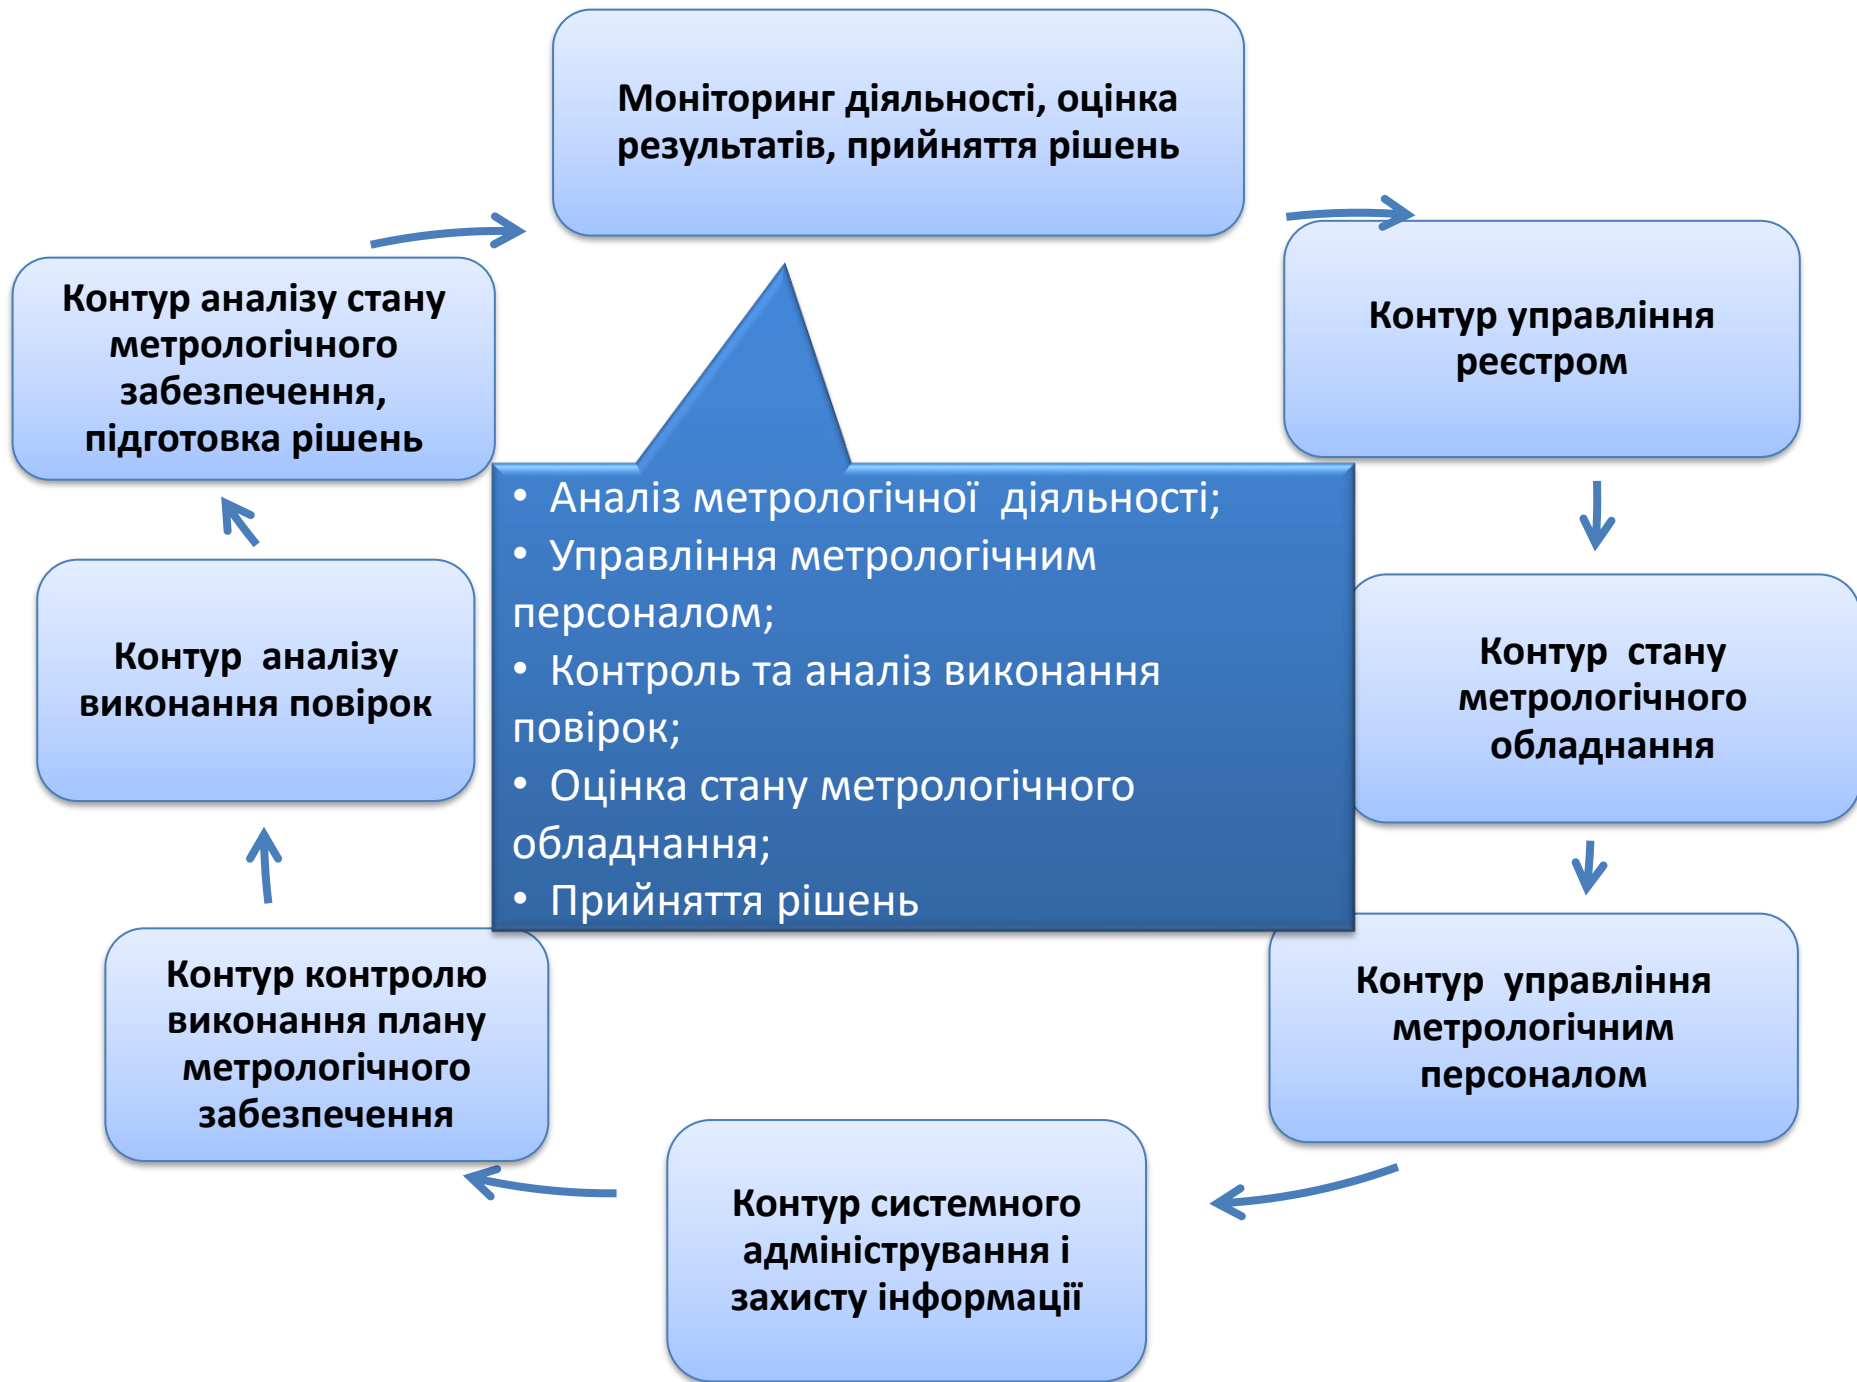 Моніторинг діяльності, оцінка
результатів, прийняття рішень
Контур управління
реєстром
Контур стану
метрологічного
обладнання
Контур управління
метрологічним
персоналом
Контур системного
адміністрування і
захисту інформації
Контур контролю
виконання плану
метрологічного
забезпечення
Контур аналізу
виконання повірок
Контур аналізу стану
метрологічного
забезпечення,
підготовка рішень
• Аналіз метрологічної діяльності;
• Управління метрологічним
персоналом;
• Контроль та аналіз виконання
повірок;
• Оцінка стану метрологічного
обладнання;
• Прийняття рішень